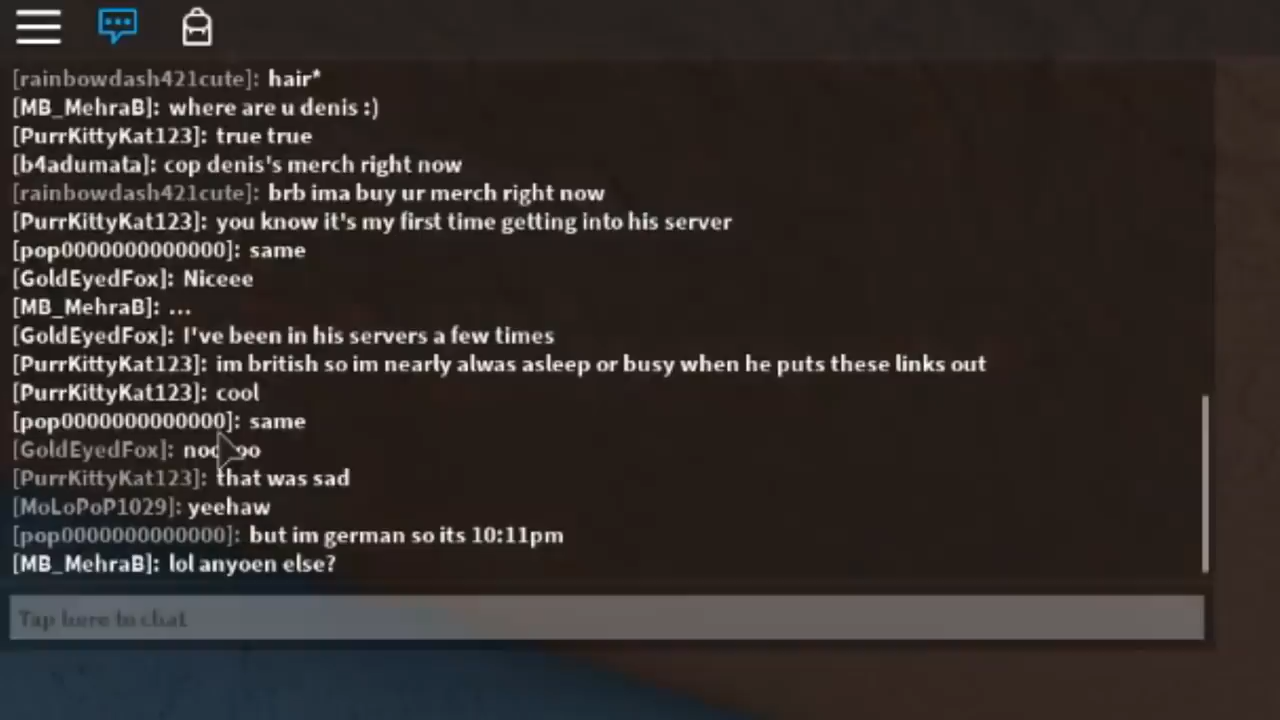 [rainbowdash421cute]: hair*
[MB_MehraB]: where are u denis :)
[PurrKittyKat123]: true true
[b4adumata]: cop denis's merch right now
[rainbowdash421cute]: brb ima buy ur merch right now
[PurrKittyKat123]: you know it's my first time getting into his server
[pop0000000000000]: same
[GoldEyedFox]: Niceee
[MB_MehraB]: ...
[GoldEyedFox]: I've been in his servers a few times
[PurrKittyKat123]: im british so im nearly alwas asleep or busy when he puts these links out
[PurrKittyKat123]: cool
[pop0000000000000]: same
[GoldEyedFox]:
[PurrKittyKat123]: that was sad
[MoLoPoP1029]: yeehaw
[pop0000000000000]: but im german so its 10:11pm
[MB_MehraB]: lol anyoen else?
Tap here to chat